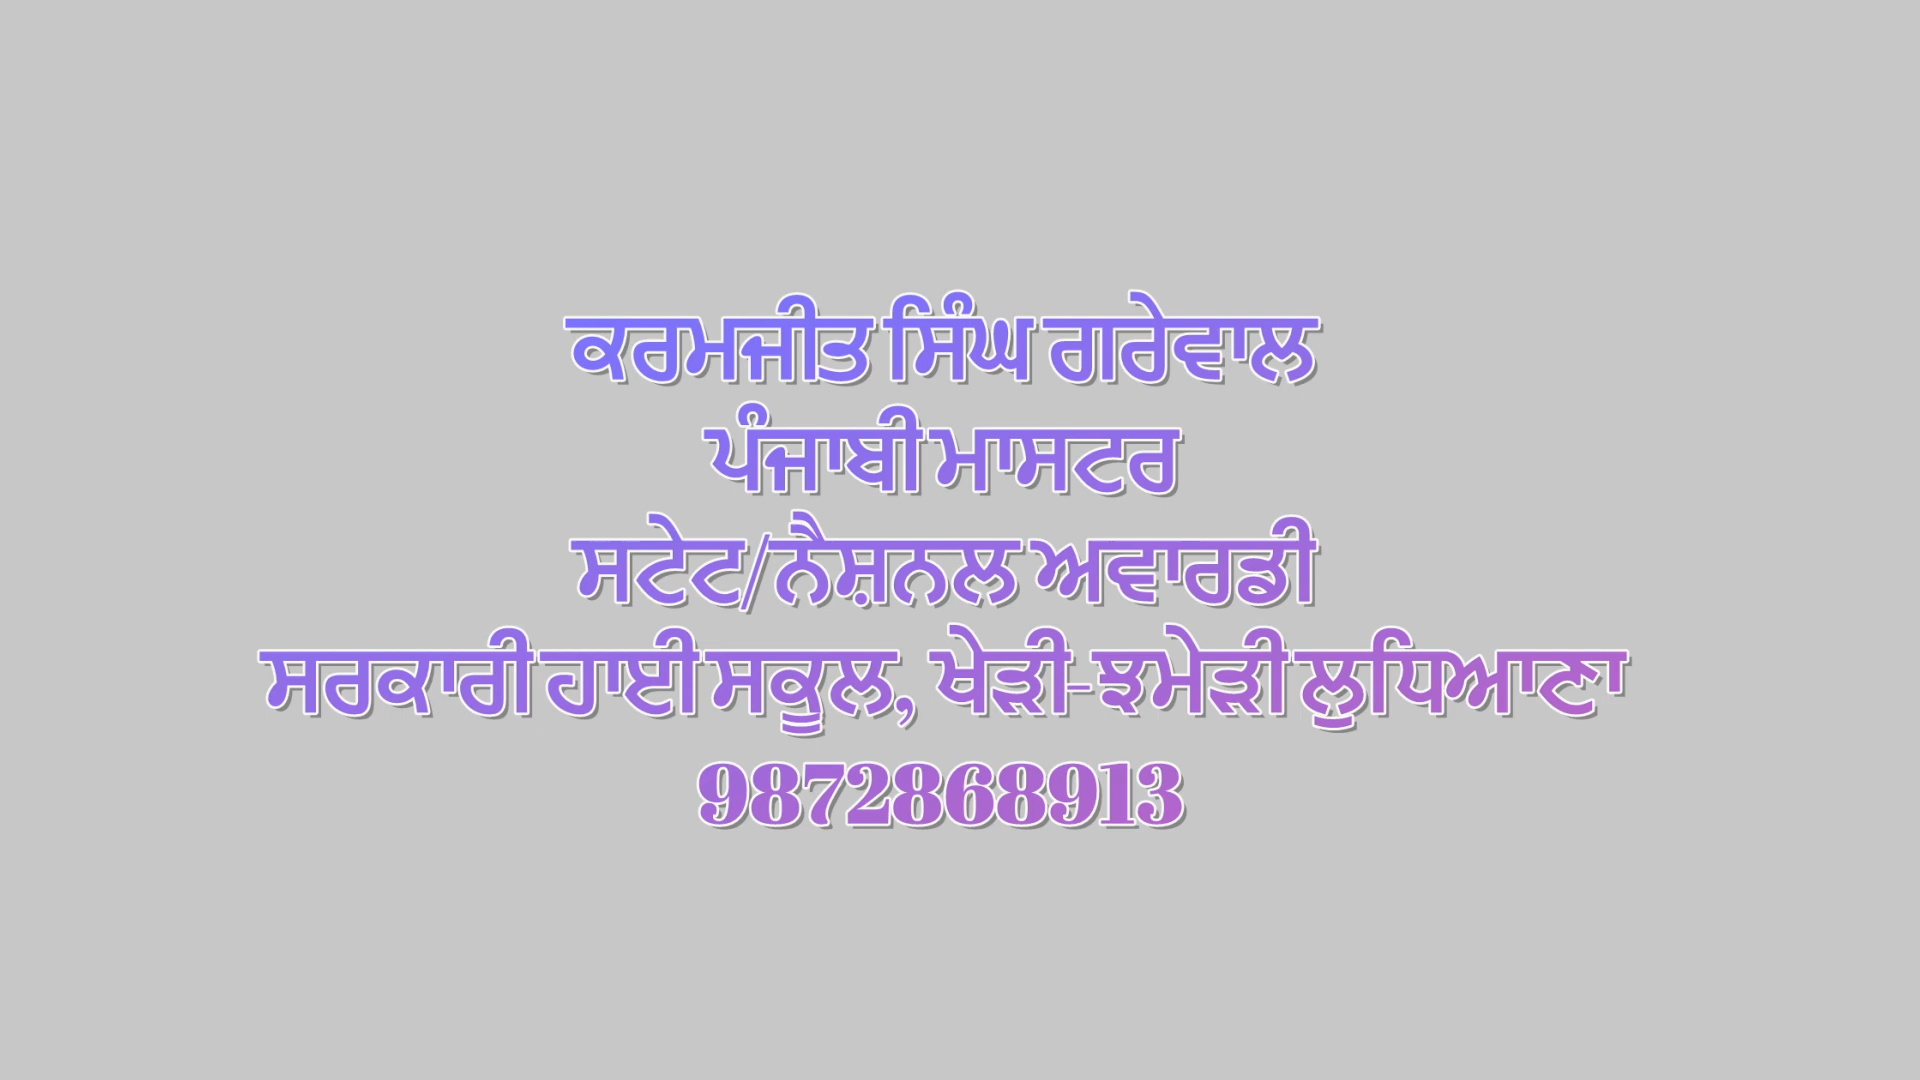 ਕਰਮਜੀਤ ਸਿੰਘ ਗਰੇਵਾਲ
ਪੰਜਾਬੀ ਮਾਸਟਰ
ਸਟੇਟ/ਨੈਸ਼ਨਲ ਅਵਾਰਡੀ
ਸਰਕਾਰੀ ਹਾਈ ਸਕੂਲ, ਖੇੜੀ-ਝਮੇੜੀ ਲੁਧਿਆਣਾ
9872868913